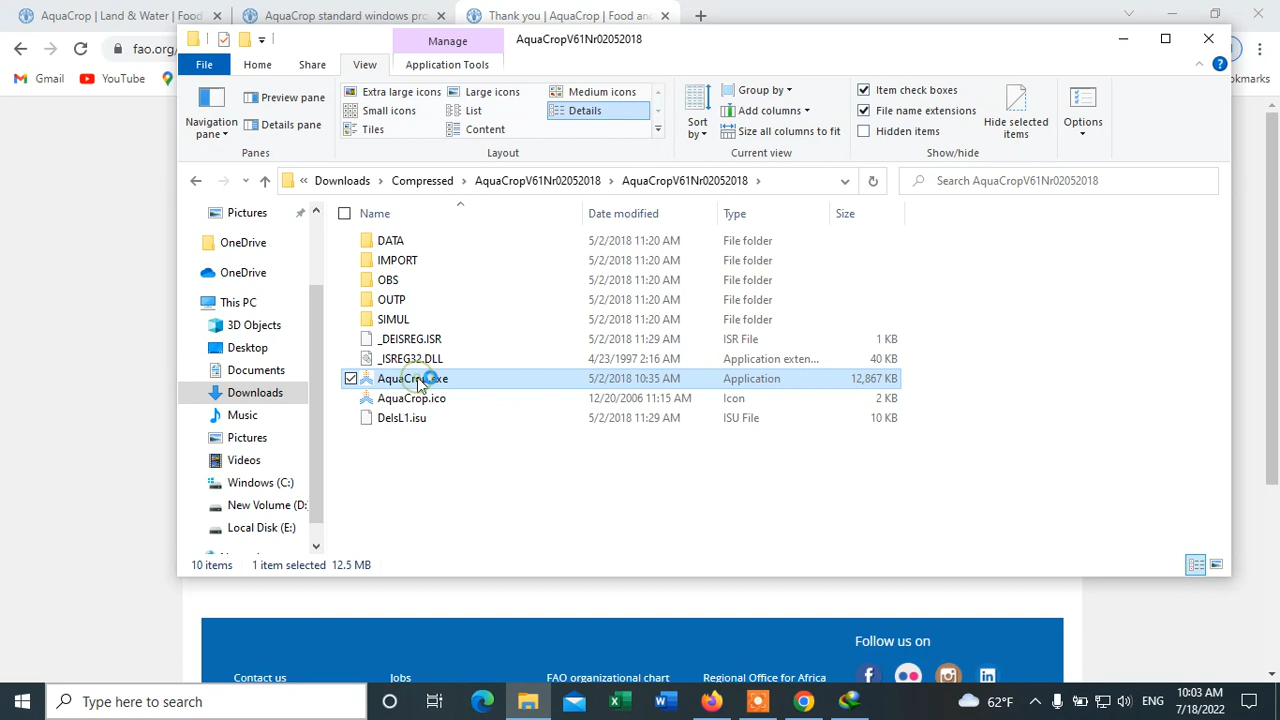 AquaCrop | Land & Water | Food
AquaCrop standard windows pro
Thank you | AquaCrop | Food an
fao.org/
Gmail
YouTube
okmarks
Manage
AquaCropV61Nr02052018
File
Home
Share
View
Application Tools
Navigation pane
Preview pane
Details pane
Panes
Extra large icons
Large icons
Medium icons
Small icons
List
Details
Tiles
Content
Layout
Sort by
Group by
Add columns
Size all columns to fit
Current view
Item check boxes
File name extensions
Hidden items
Hide selected items
Show/hide
Options
« Downloads > Compressed > AquaCropV61Nr02052018 > AquaCropV61Nr02052018 >
Search AquaCropV61Nr02052018
Pictures
OneDrive
OneDrive
This PC
3D Objects
Desktop
Documents
Downloads
Music
Pictures
Videos
Windows (C:)
New Volume (D:
Local Disk (E:)
Name Date modified Type Size
DATA 5/2/2018 11:20 AM File folder
IMPORT 5/2/2018 11:20 AM File folder
OBS 5/2/2018 11:20 AM File folder
OUTP 5/2/2018 11:20 AM File folder
SIMUL 5/2/2018 11:20 AM File folder
_DEISREG.ISR 5/2/2018 11:29 AM ISR File 1 KB
_ISREG32.DLL 4/23/1997 2:16 AM Application exten... 40 KB
AquaCrop.exe 5/2/2018 10:35 AM Application 12,867 KB
AquaCrop.ico 12/20/2006 11:15 AM Icon 2 KB
DelsL1.isu 5/2/2018 11:29 AM ISU File 10 KB
10 items 1 item selected 12.5 MB
Follow us on
Contact us
Jobs
FAO organizational chart
Regional Office for Africa
Type here to search
62°F
ENG
10:03 AM
7/18/2022